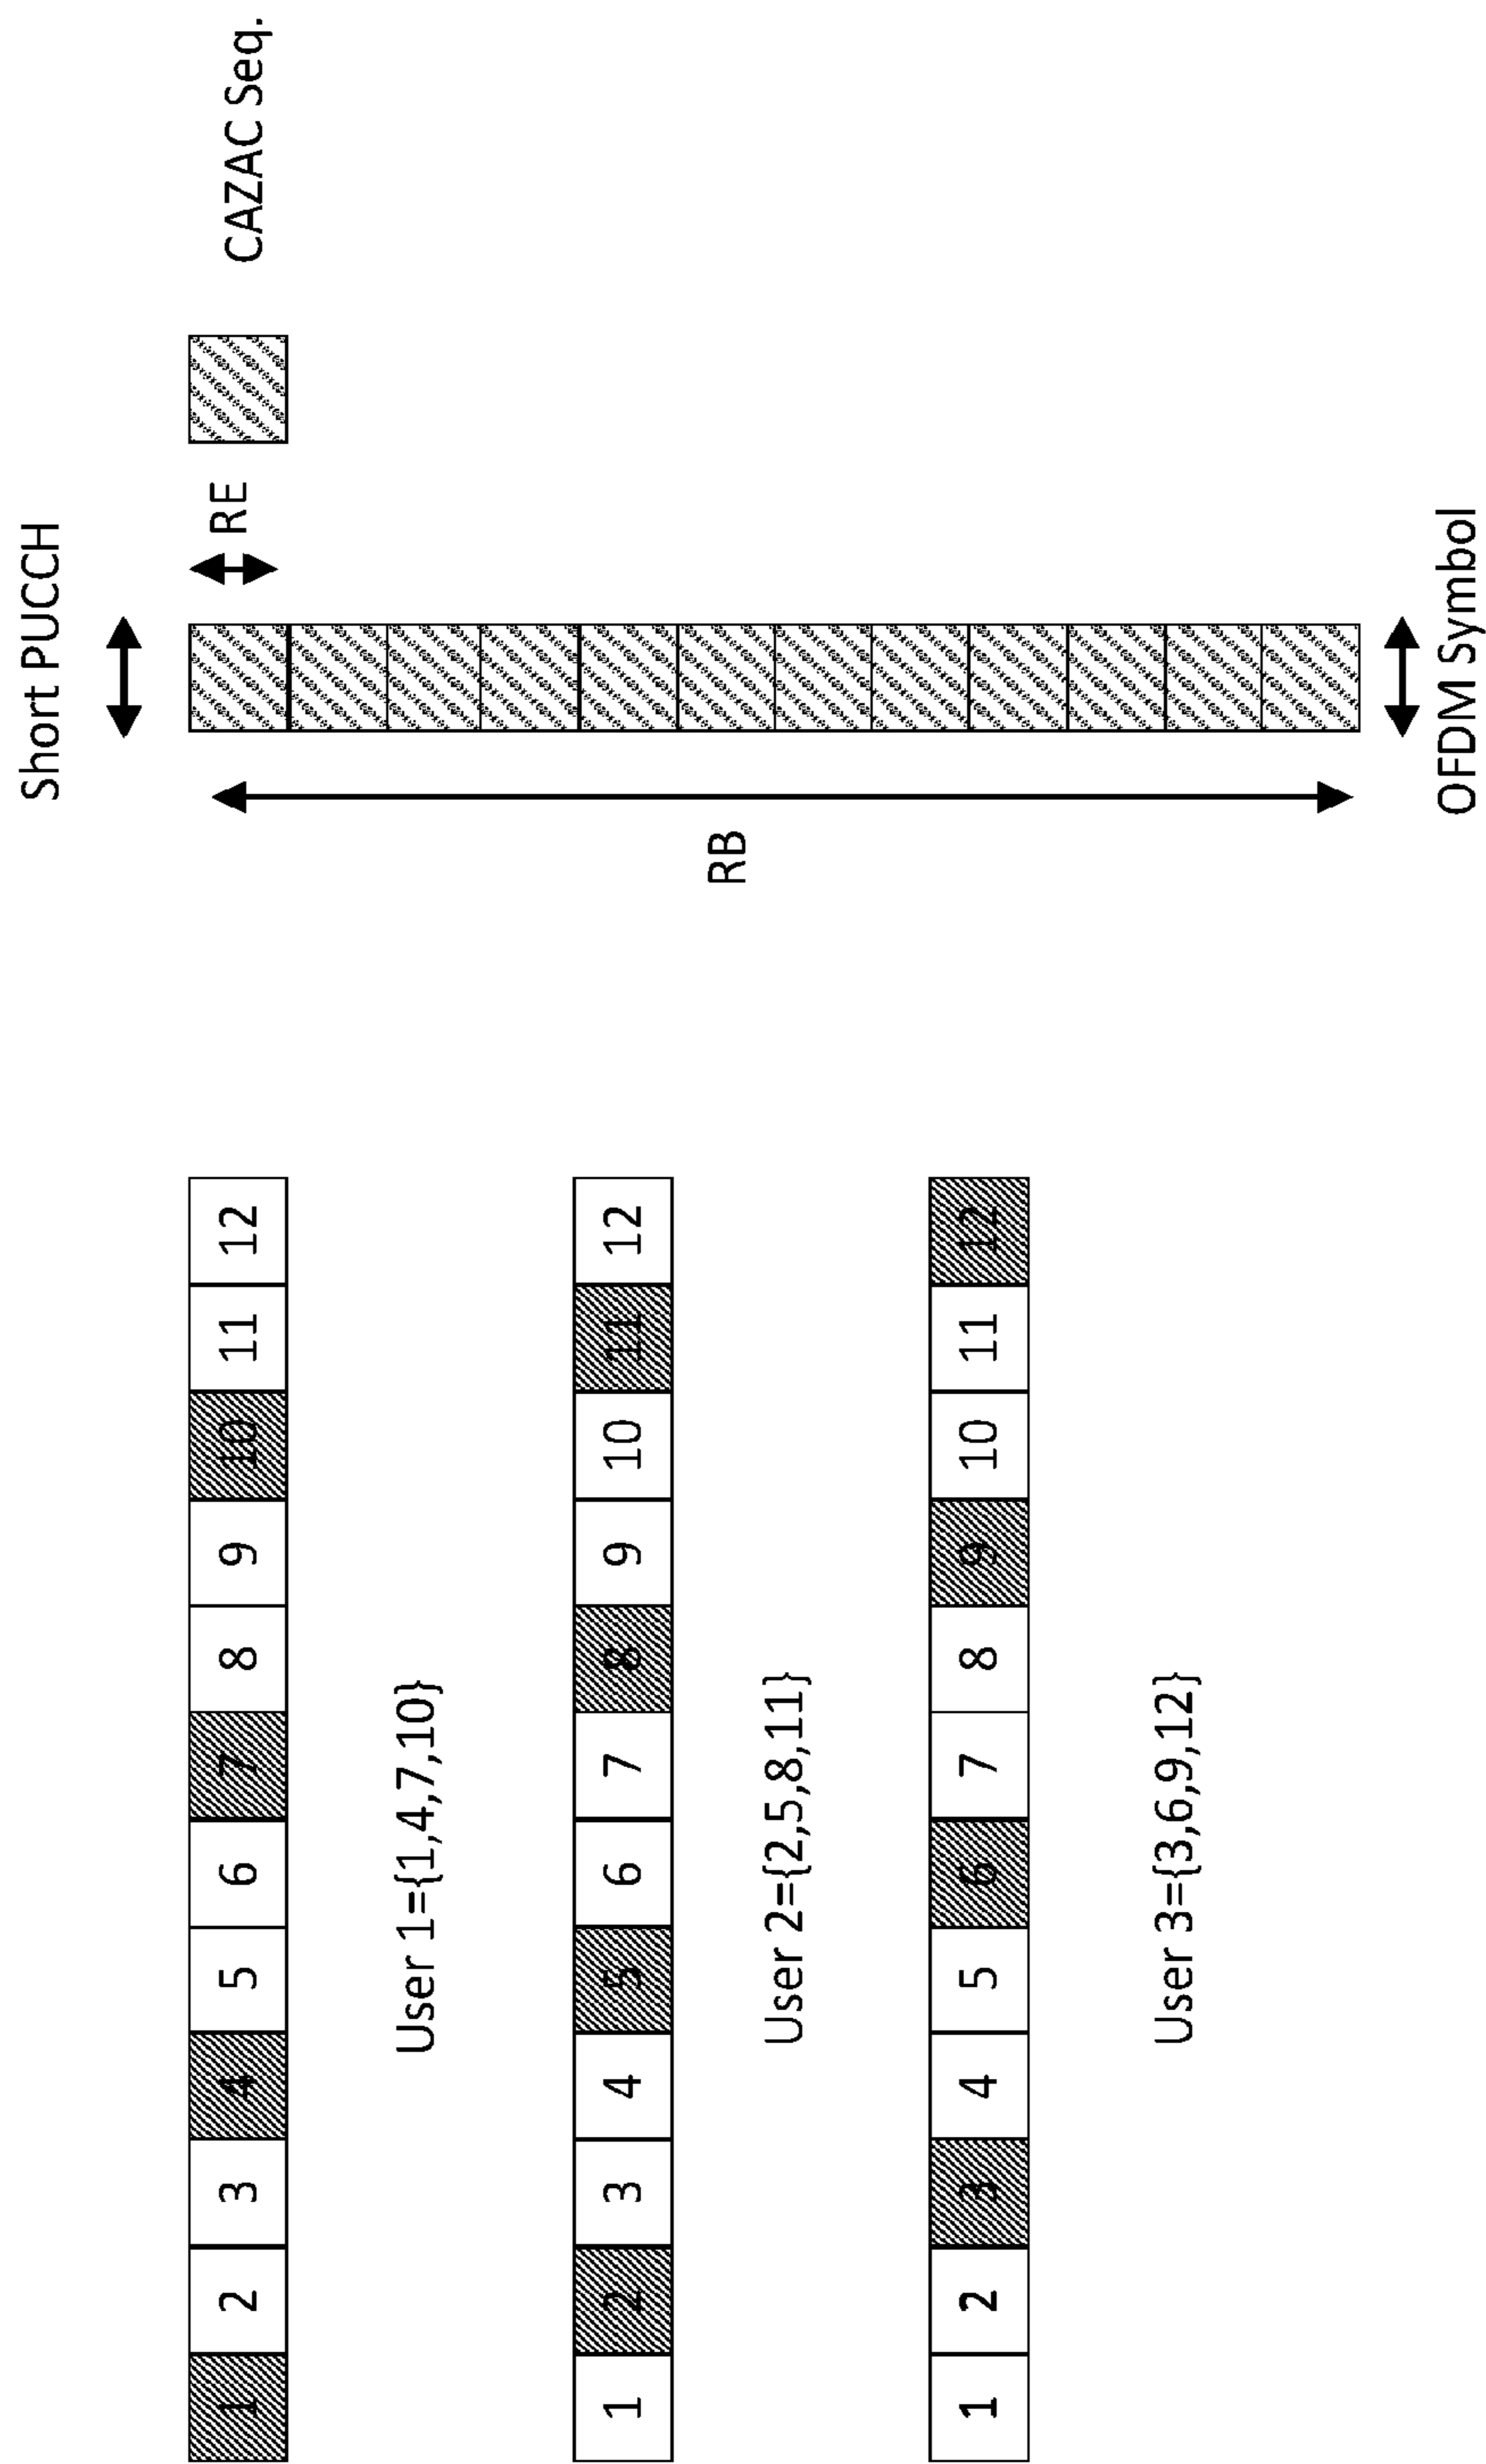 1 2 3 4 5 6 7 8 9 10 11 12
User 1={1,4,7,10}
1 2 3 4 5 6 7 8 9 10 11 12
User 2={2,5,8,11}
1 2 3 4 5 6 7 8 9 10 11 12
User 3={3,6,9,12}
Short PUCCH
RE
CAZAC Seq.
RB
OFDM Symbol